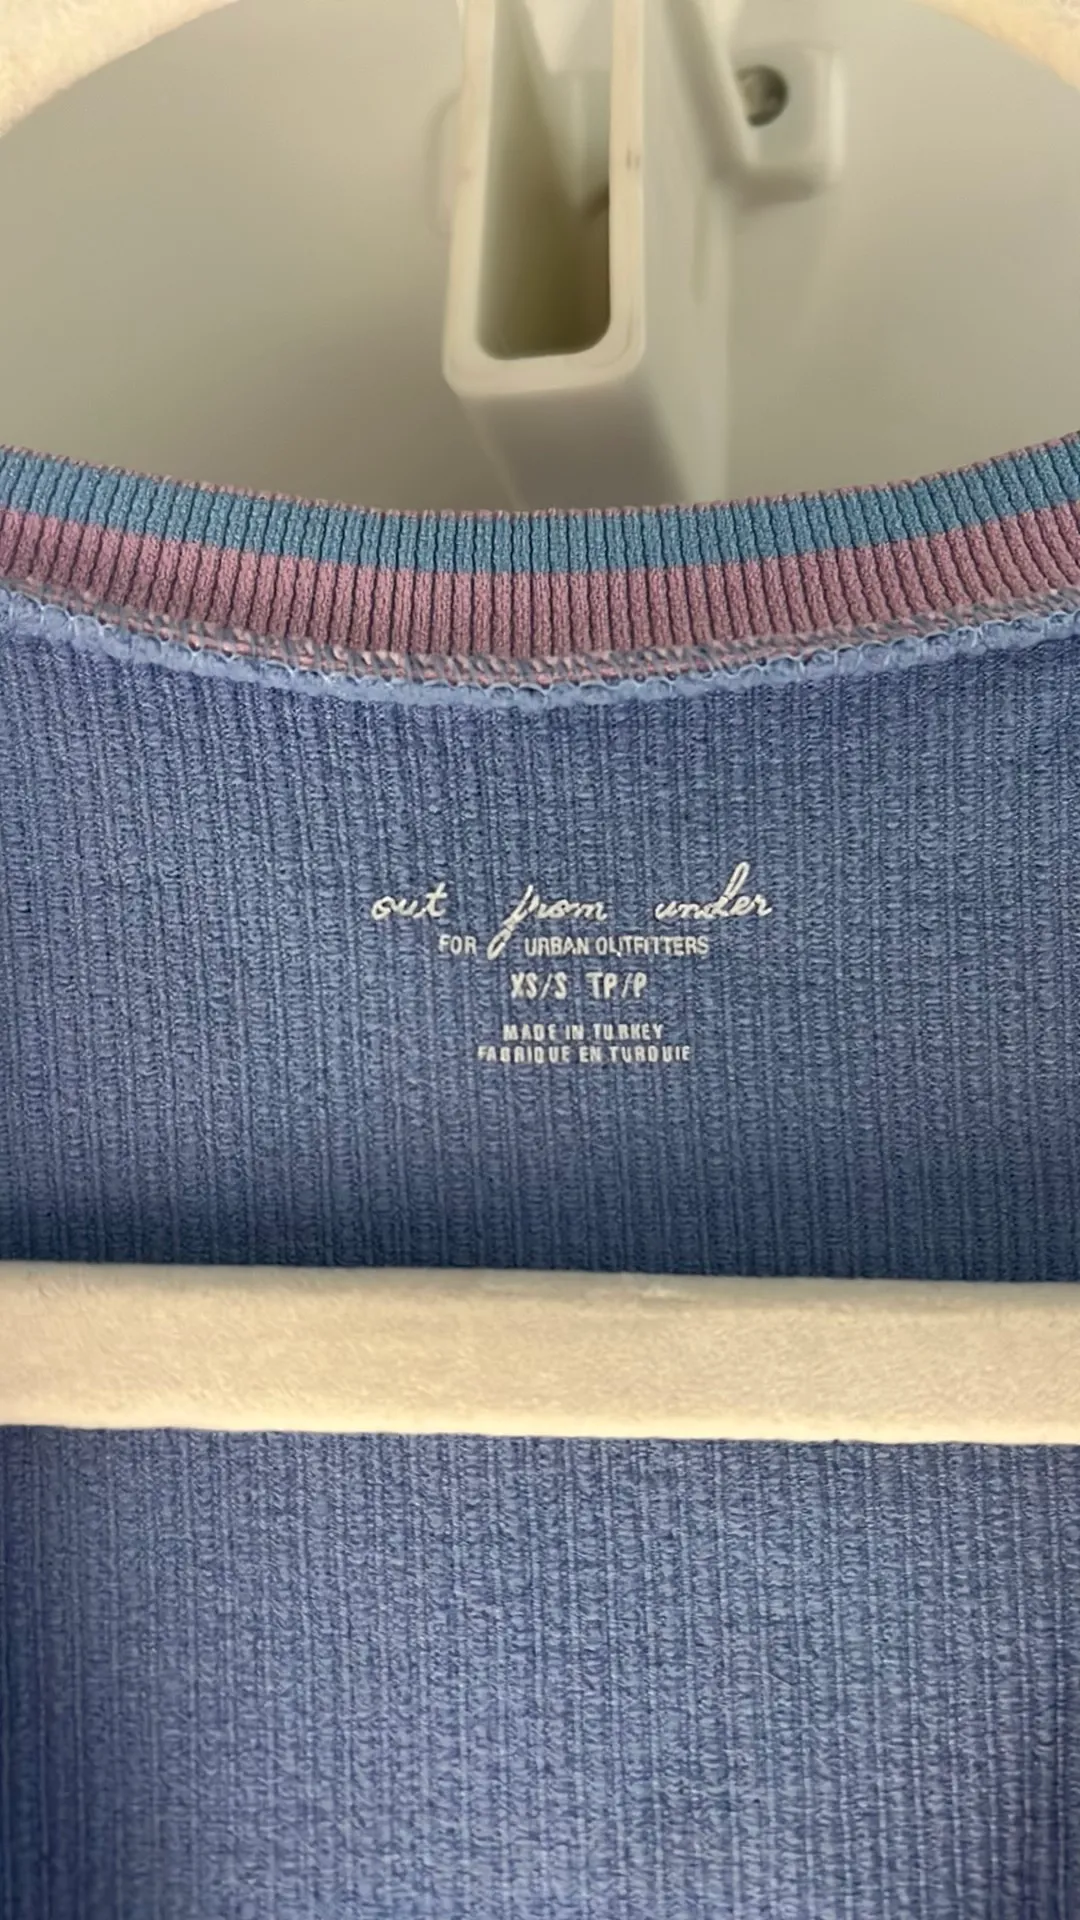 out from under
FOR URBAN OUTFITTERS
XS/S TP/P
MADE IN TURKEY
FABRIQUE EN TURQUIE